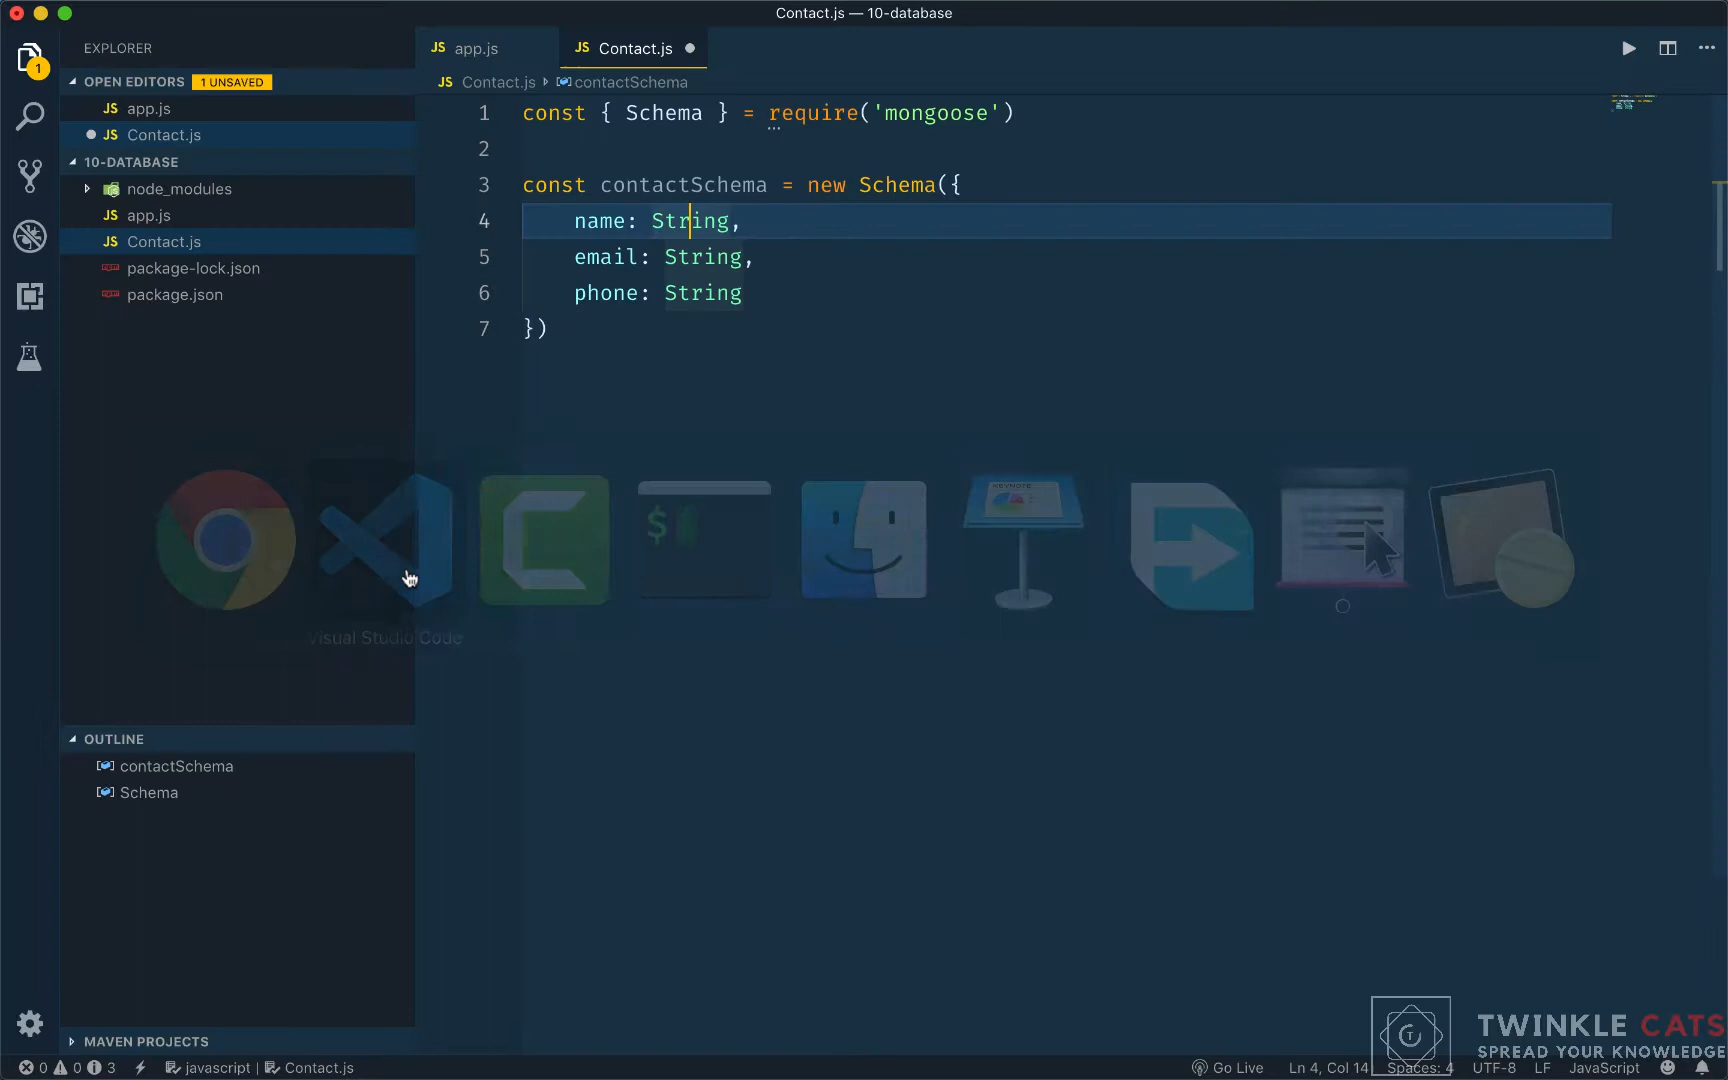 Contact.js — 10-database
EXPLORER
OPEN EDITORS 1 UNSAVED
JS app.js
JS Contact.js
10-DATABASE
node_modules
JS app.js
JS Contact.js
package-lock.json
package.json
OUTLINE
contactSchema
Schema
MAVEN PROJECTS
1
JS app.js
JS Contact.js
JS Contact.js contactSchema
1 const { Schema } = require('mongoose')
2
3 const contactSchema = new Schema({
4 name: String,
5 email: String,
6 phone: String
7 })
KEYNOTE
$
Visual Studio Code
TWINKLE CATS
SPREAD YOUR KNOWLEDGE
0 0 3 javascript | Contact.js Go Live Ln 4, Col 14 Spaces: 4 UTF-8 LF JavaScript